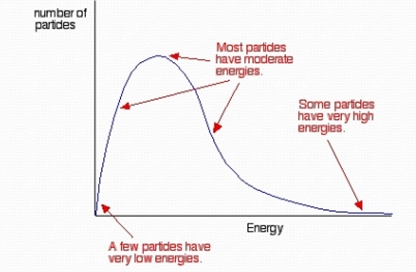 number of
particles
Most particles
have moderate
energies.
Some particles
have very high
energies.
Energy
A few particles have
very low energies.